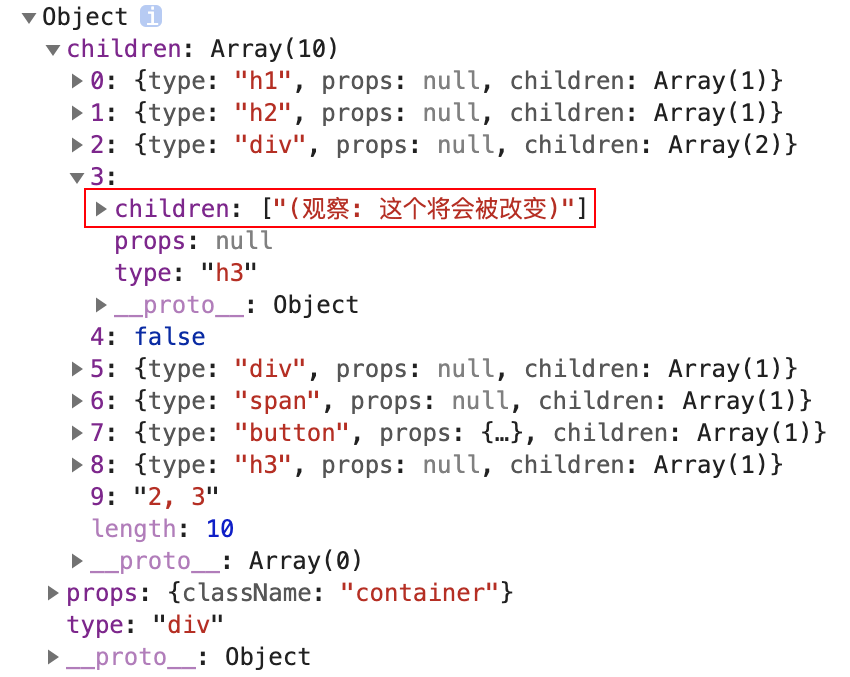 Object i
children: Array(10)
0: {type: "h1", props: null, children: Array(1)}
1: {type: "h2", props: null, children: Array(1)}
2: {type: "div", props: null, children: Array(2)}
3:
children: ["(观察: 这个将会被改变)"]
props: null
type: "h3"
__proto__: Object
4: false
5: {type: "div", props: null, children: Array(1)}
6: {type: "span", props: null, children: Array(1)}
7: {type: "button", props: {…}, children: Array(1)}
8: {type: "h3", props: null, children: Array(1)}
9: "2, 3"
length: 10
__proto__: Array(0)
props: {className: "container"}
type: "div"
__proto__: Object